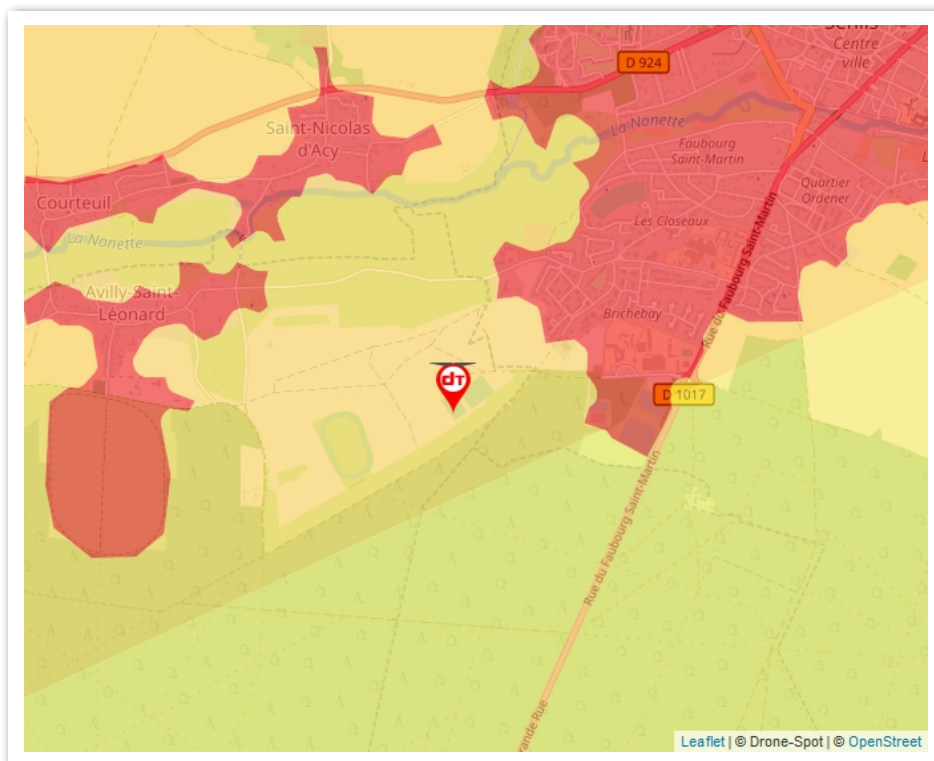 Senlis
Centre
ville
D 924
La Nonette
Saint-Nicolas
d'Acy
Faubourg
Saint-Martin
Courteuil
Quartier
Ordener
Les Closeaux
La Nonette
Rue du Faubourg Saint-Martin
Avilly-Saint-
Léonard
Brichebay
dT
D 1017
Rue du Faubourg Saint-Martin
rande Rue
Leaflet | © Drone-Spot | © OpenStreet